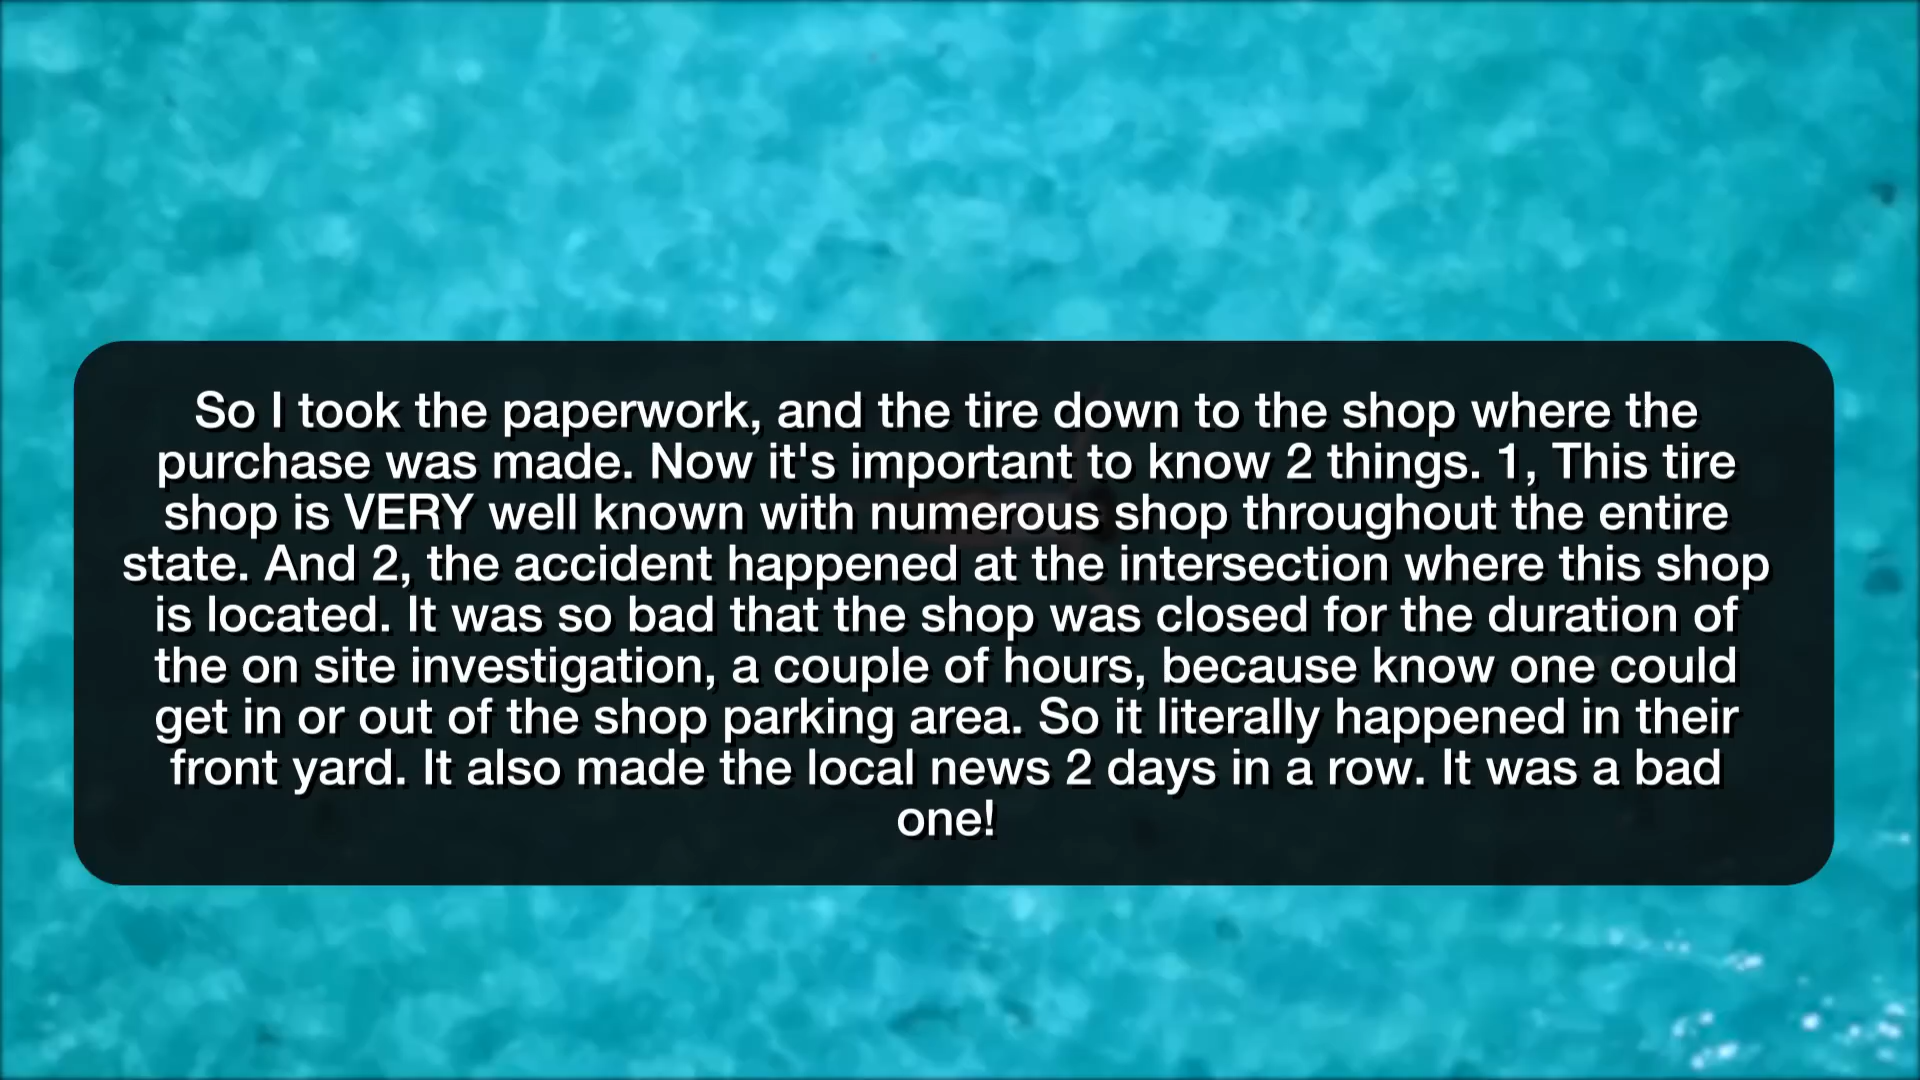 So I took the paperwork, and the tire down to the shop where the
purchase was made. Now it's important to know 2 things. 1, This tire
shop is VERY well known with numerous shop throughout the entire
state. And 2, the accident happened at the intersection where this shop
is located. It was so bad that the shop was closed for the duration of
the on site investigation, a couple of hours, because know one could
get in or out of the shop parking area. So it literally happened in their
front yard. It also made the local news 2 days in a row. It was a bad
one!